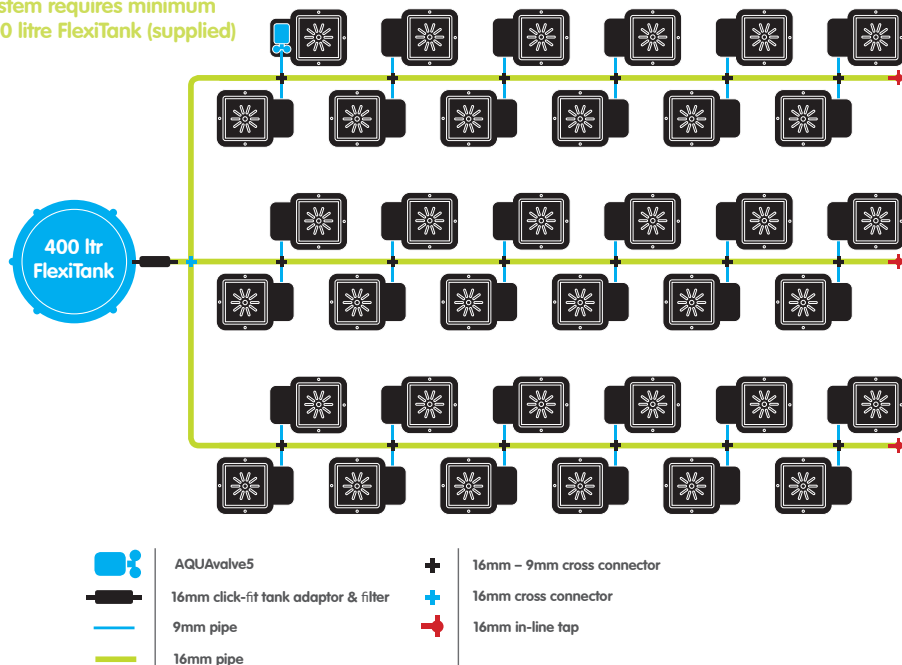 stem requires minimum
0 litre FlexiTank (supplied)
400 ltr
FlexiTank
AQUAvalve5
16mm click-fit tank adaptor & filter
9mm pipe
16mm pipe
16mm – 9mm cross connector
16mm cross connector
16mm in-line tap